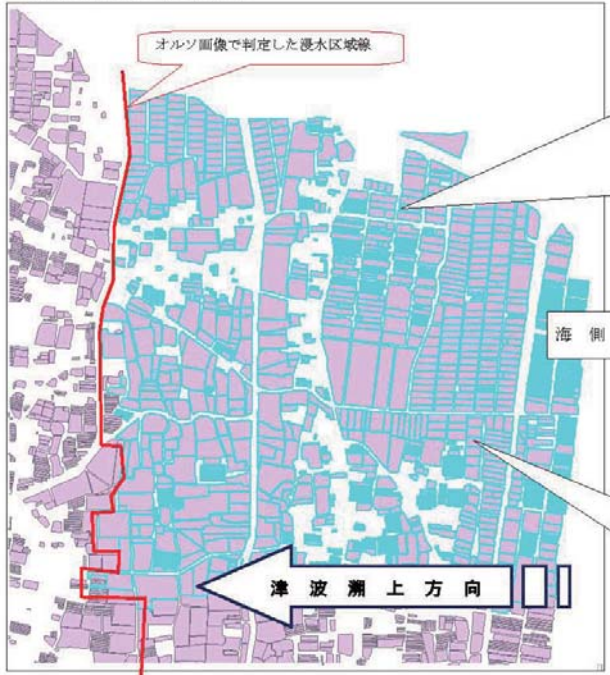 オルソ画像で判定した浸水区域線
海 側
津 波 遡 上 方 向